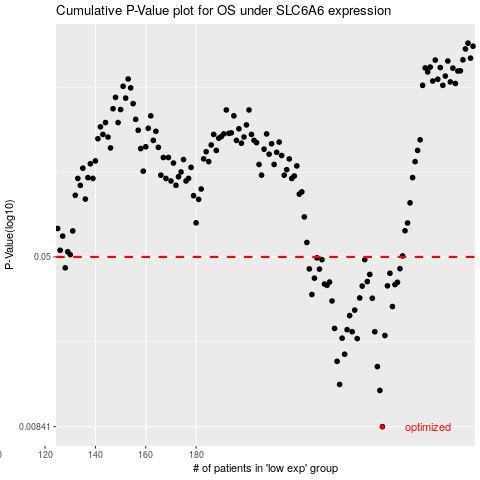 Cumulative P-Value plot for OS under SLC6A6 expression
P-Value(log10)
0.05
0.00841
optimized
0 120 140 160 180
# of patients in 'low exp' group